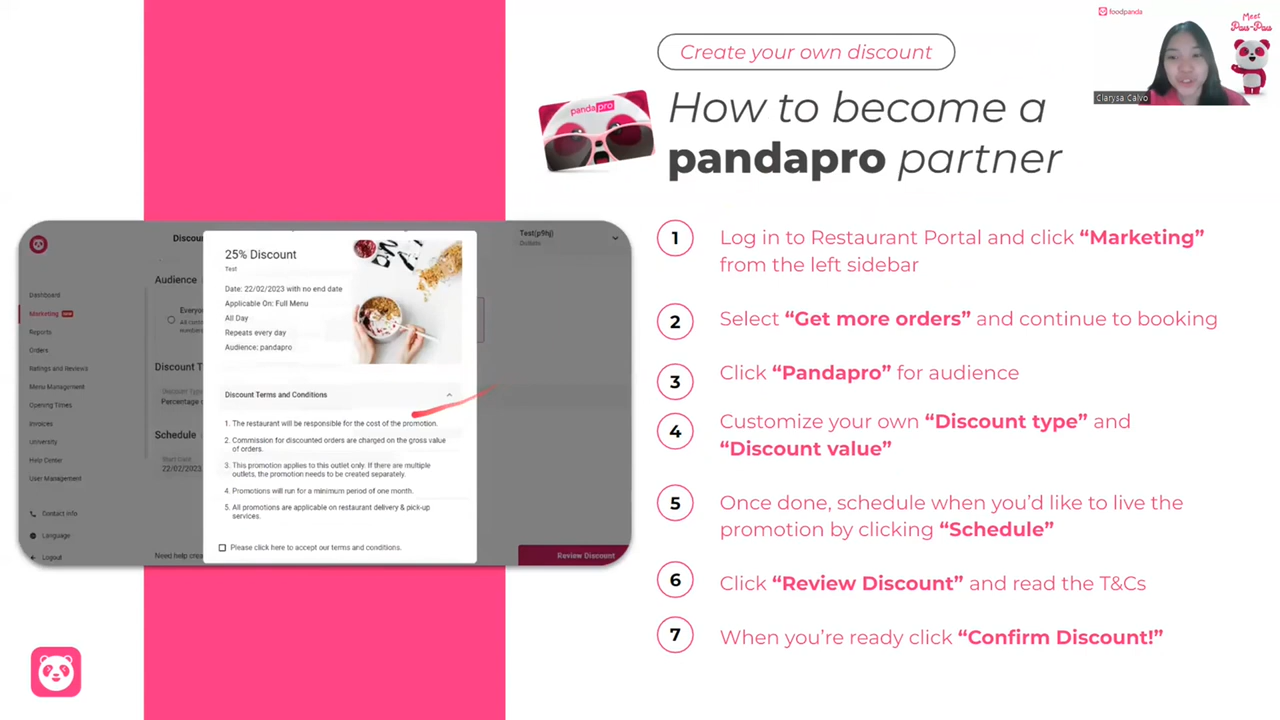 foodpanda
Meet
Pau-Pau
Clarysa Calvo
Create your own discount
pandapro
How to become a
pandapro partner
1
Log in to Restaurant Portal and click “Marketing”
from the left sidebar
2
Select “Get more orders” and continue to booking
3
Click “Pandapro” for audience
4
Customize your own “Discount type” and
“Discount value”
5
Once done, schedule when you’d like to live the
promotion by clicking “Schedule”
6
Click “Review Discount” and read the T&Cs
7
When you’re ready click “Confirm Discount!”
Dashboard
Marketing
Reports
Orders
Ratings and Reviews
Menu Management
Opening Times
Invoices
University
Help Center
User Management
Contact Info
Language
Logout
Discou
Audience
Everyo
Discount T
Discount Type
Percentage
Schedule
Start Date
22/02/2023
Need help crea
Test(p9hj)
Review Discount
25% Discount
Test
Date: 22/02/2023 with no end date
Applicable On: Full Menu
All Day
Repeats every day
Audience: pandapro
Discount Terms and Conditions
1. The restaurant will be responsible for the cost of the promotion.
2. Commission for discounted orders are charged on the gross value
of orders.
3. This promotion applies to this outlet only. If there are multiple
outlets, the promotion needs to be created separately.
4. Promotions will run for a minimum period of one month.
5. All promotions are applicable on restaurant delivery & pick-up
services.
Please click here to accept our terms and conditions.